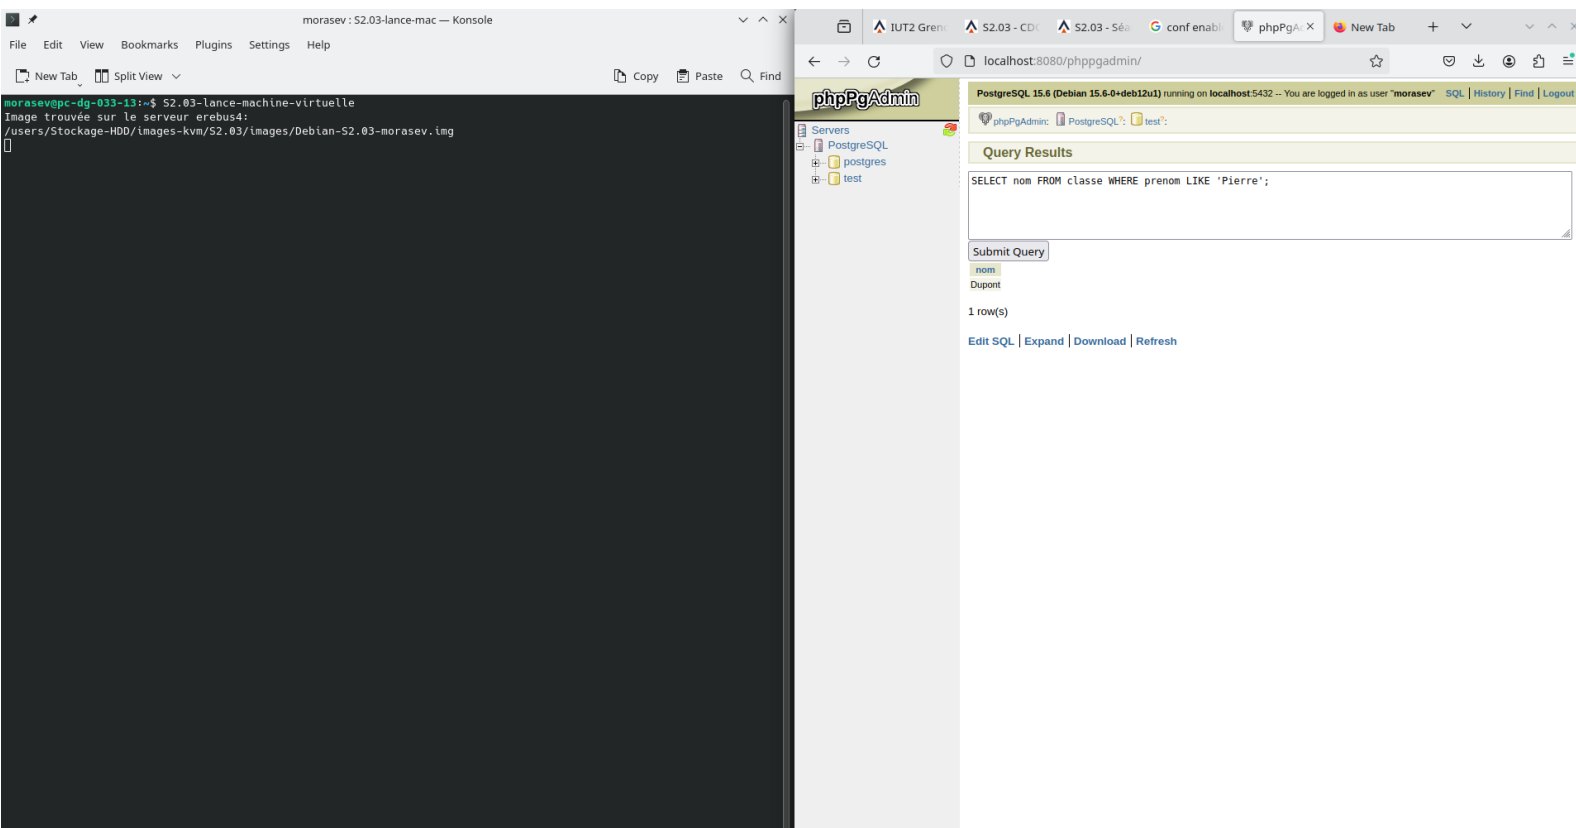 morasev : S2.03-lance-mac — Konsole
File Edit View Bookmarks Plugins Settings Help
New Tab Split View Copy Paste Find
morasev@pc-dg-033-13:~$ S2.03-lance-machine-virtuelle
Image trouvée sur le serveur erebus4:
/users/Stockage-HDD/images-kvm/S2.03/images/Debian-S2.03-morasev.img
IUT2 Greno S2.03 - CDC S2.03 - Séa conf enabl phpPgA New Tab
localhost:8080/phppgadmin/
phpPgAdmin
Servers
PostgreSQL
postgres
test
PostgreSQL 15.6 (Debian 15.6-0+deb12u1) running on localhost:5432 -- You are logged in as user "morasev" SQL | History | Find | Logout
phpPgAdmin: PostgreSQL?: test?:
Query Results
SELECT nom FROM classe WHERE prenom LIKE 'Pierre';
Submit Query
nom
Dupont
1 row(s)
Edit SQL | Expand | Download | Refresh